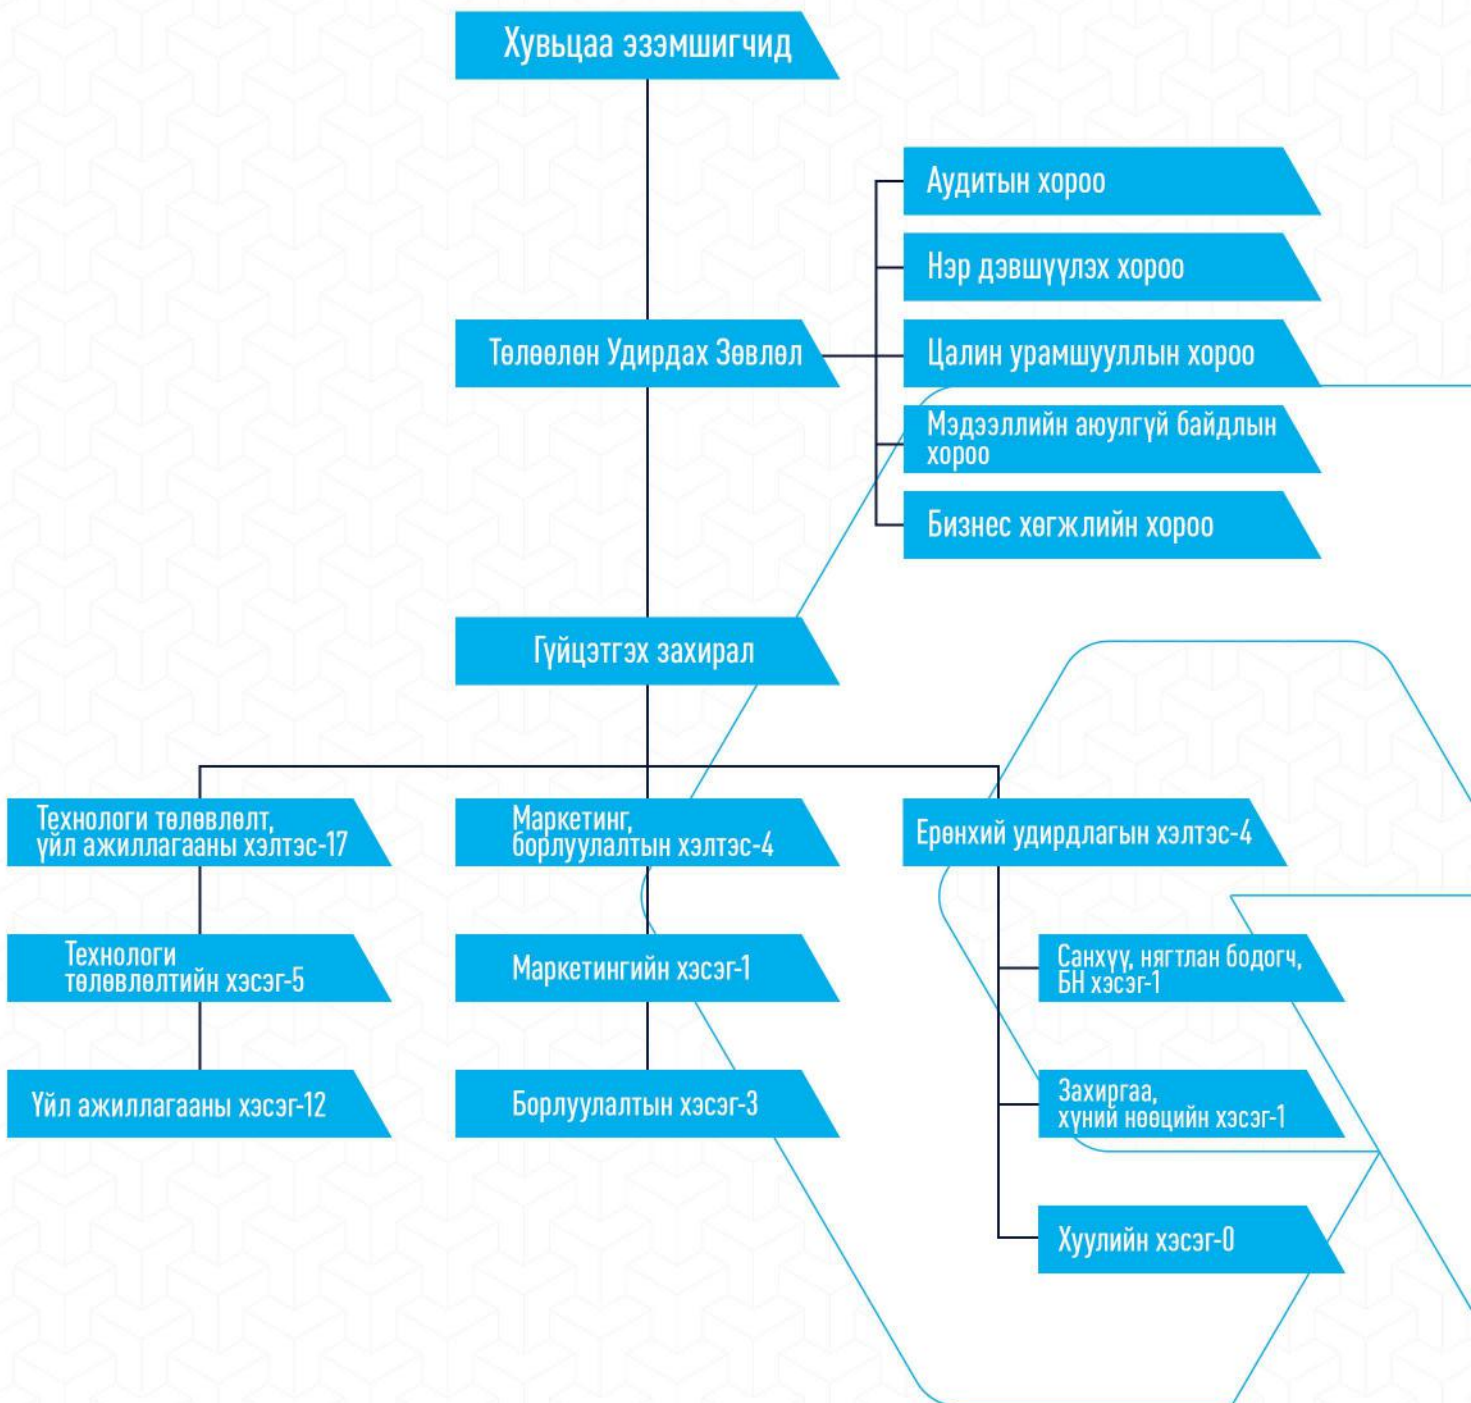 Хувьцаа эзэмшигчид
Аудитын хороо
Нэр дэвшүүлэх хороо
Төлөөлөн Удирдах Зөвлөл
Цалин урамшууллын хороо
Мэдээллийн аюулгүй байдлын
хороо
Бизнес хөгжлийн хороо
Гүйцэтгэх захирал
Технологи төлөвлөлт,
үйл ажиллагааны хэлтэс-17
Маркетинг,
борлуулалтын хэлтэс-4
Ерөнхий удирдлагын хэлтэс-4
Технологи
төлөвлөлтийн хэсэг-5
Маркетингийн хэсэг-1
Санхүү, нягтлан бодогч,
БН хэсэг-1
Үйл ажиллагааны хэсэг-12
Борлуулалтын хэсэг-3
Захиргаа,
хүний нөөцийн хэсэг-1
Хуулийн хэсэг-0